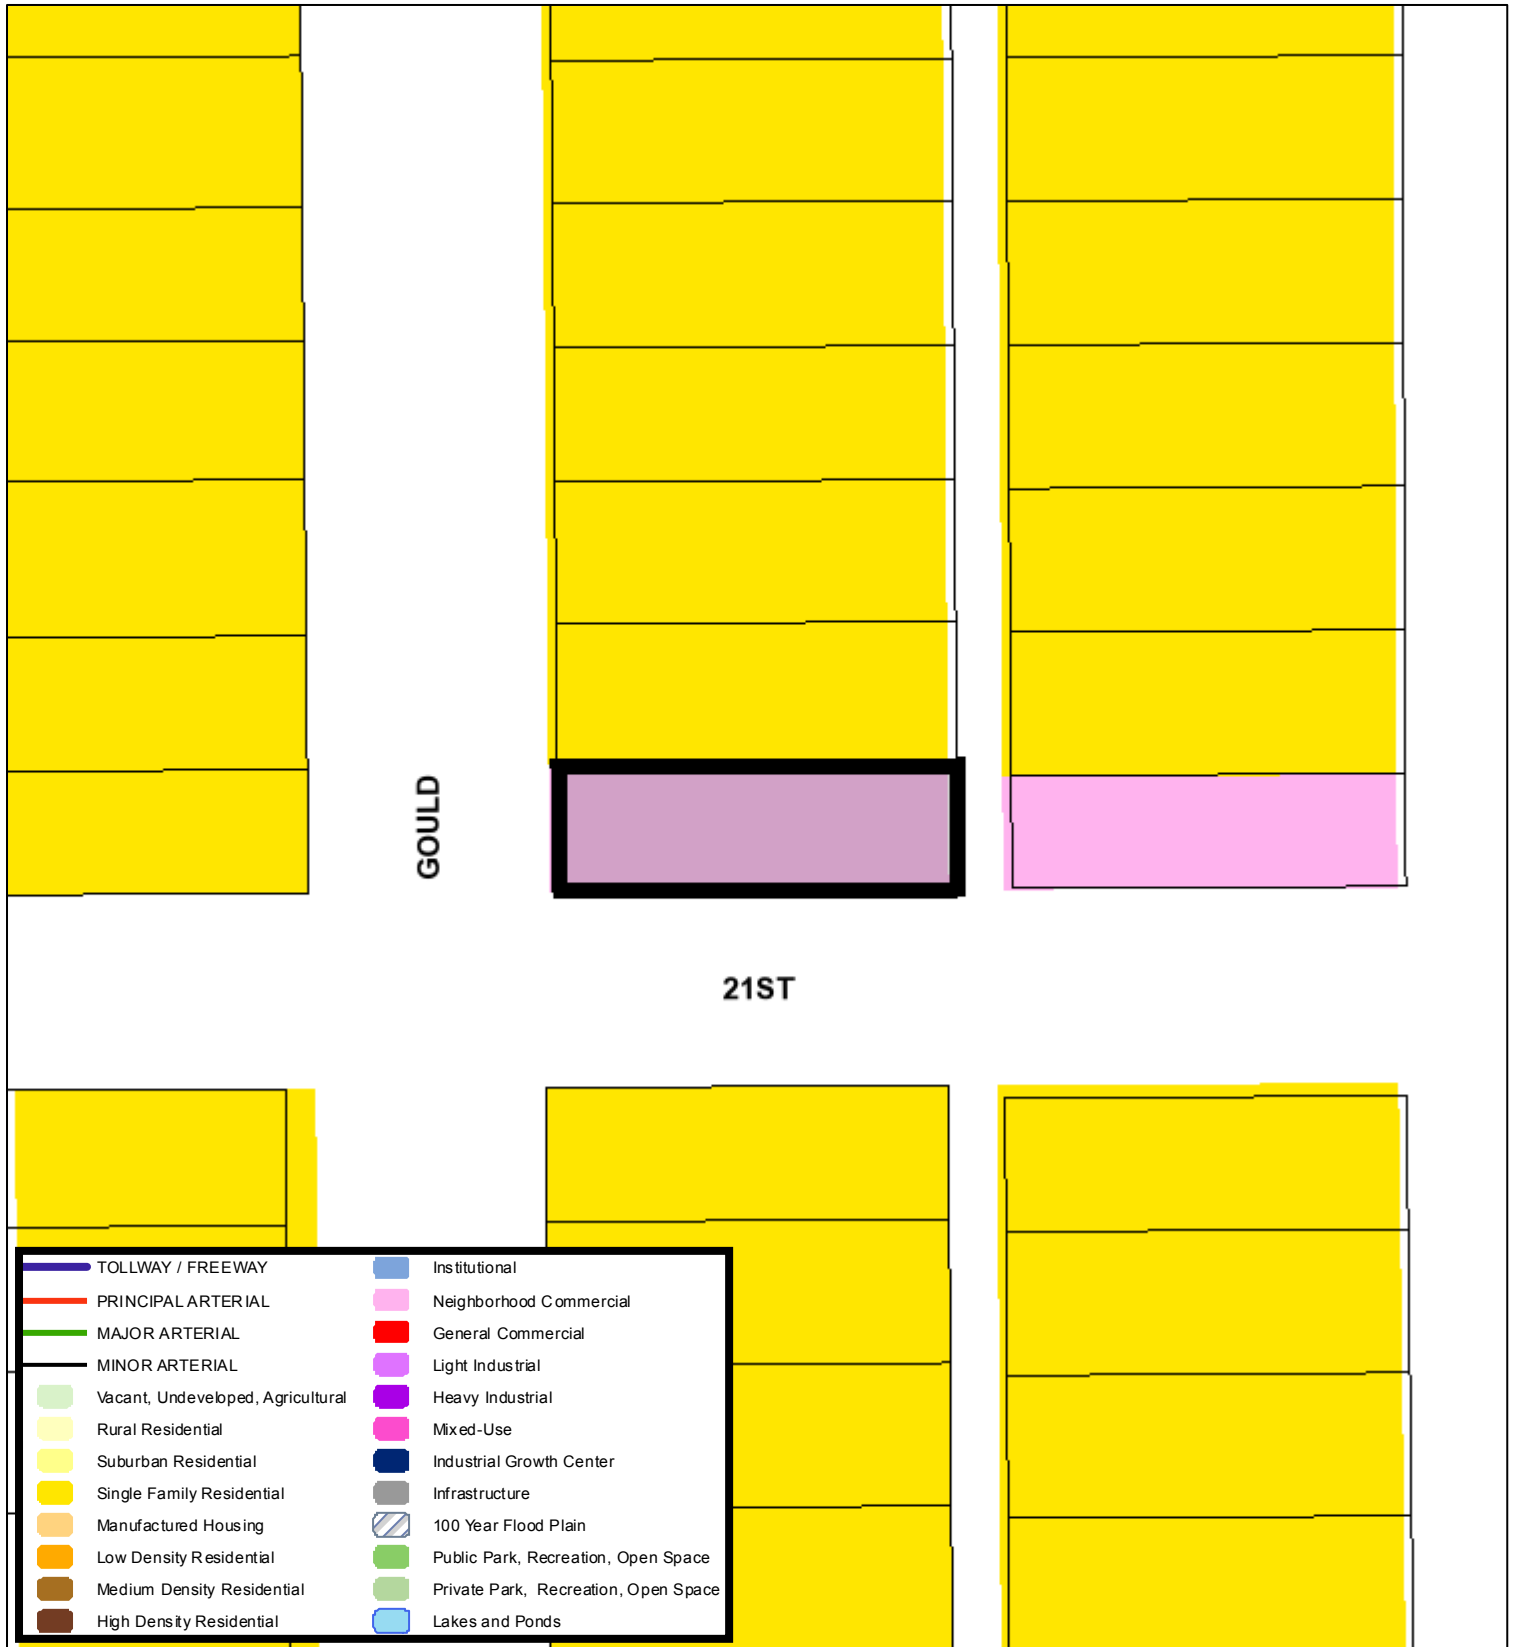 GOULD
21ST
TOLLWAY / FREEWAY
PRINCIPAL ARTERIAL
MAJOR ARTERIAL
MINOR ARTERIAL
Vacant, Undeveloped, Agricultural
Rural Residential
Suburban Residential
Single Family Residential
Manufactured Housing
Low Density Residential
Medium Density Residential
High Density Residential
Institutional
Neighborhood Commercial
General Commercial
Light Industrial
Heavy Industrial
Mixed-Use
Industrial Growth Center
Infrastructure
100 Year Flood Plain
Public Park, Recreation, Open Space
Private Park, Recreation, Open Space
Lakes and Ponds